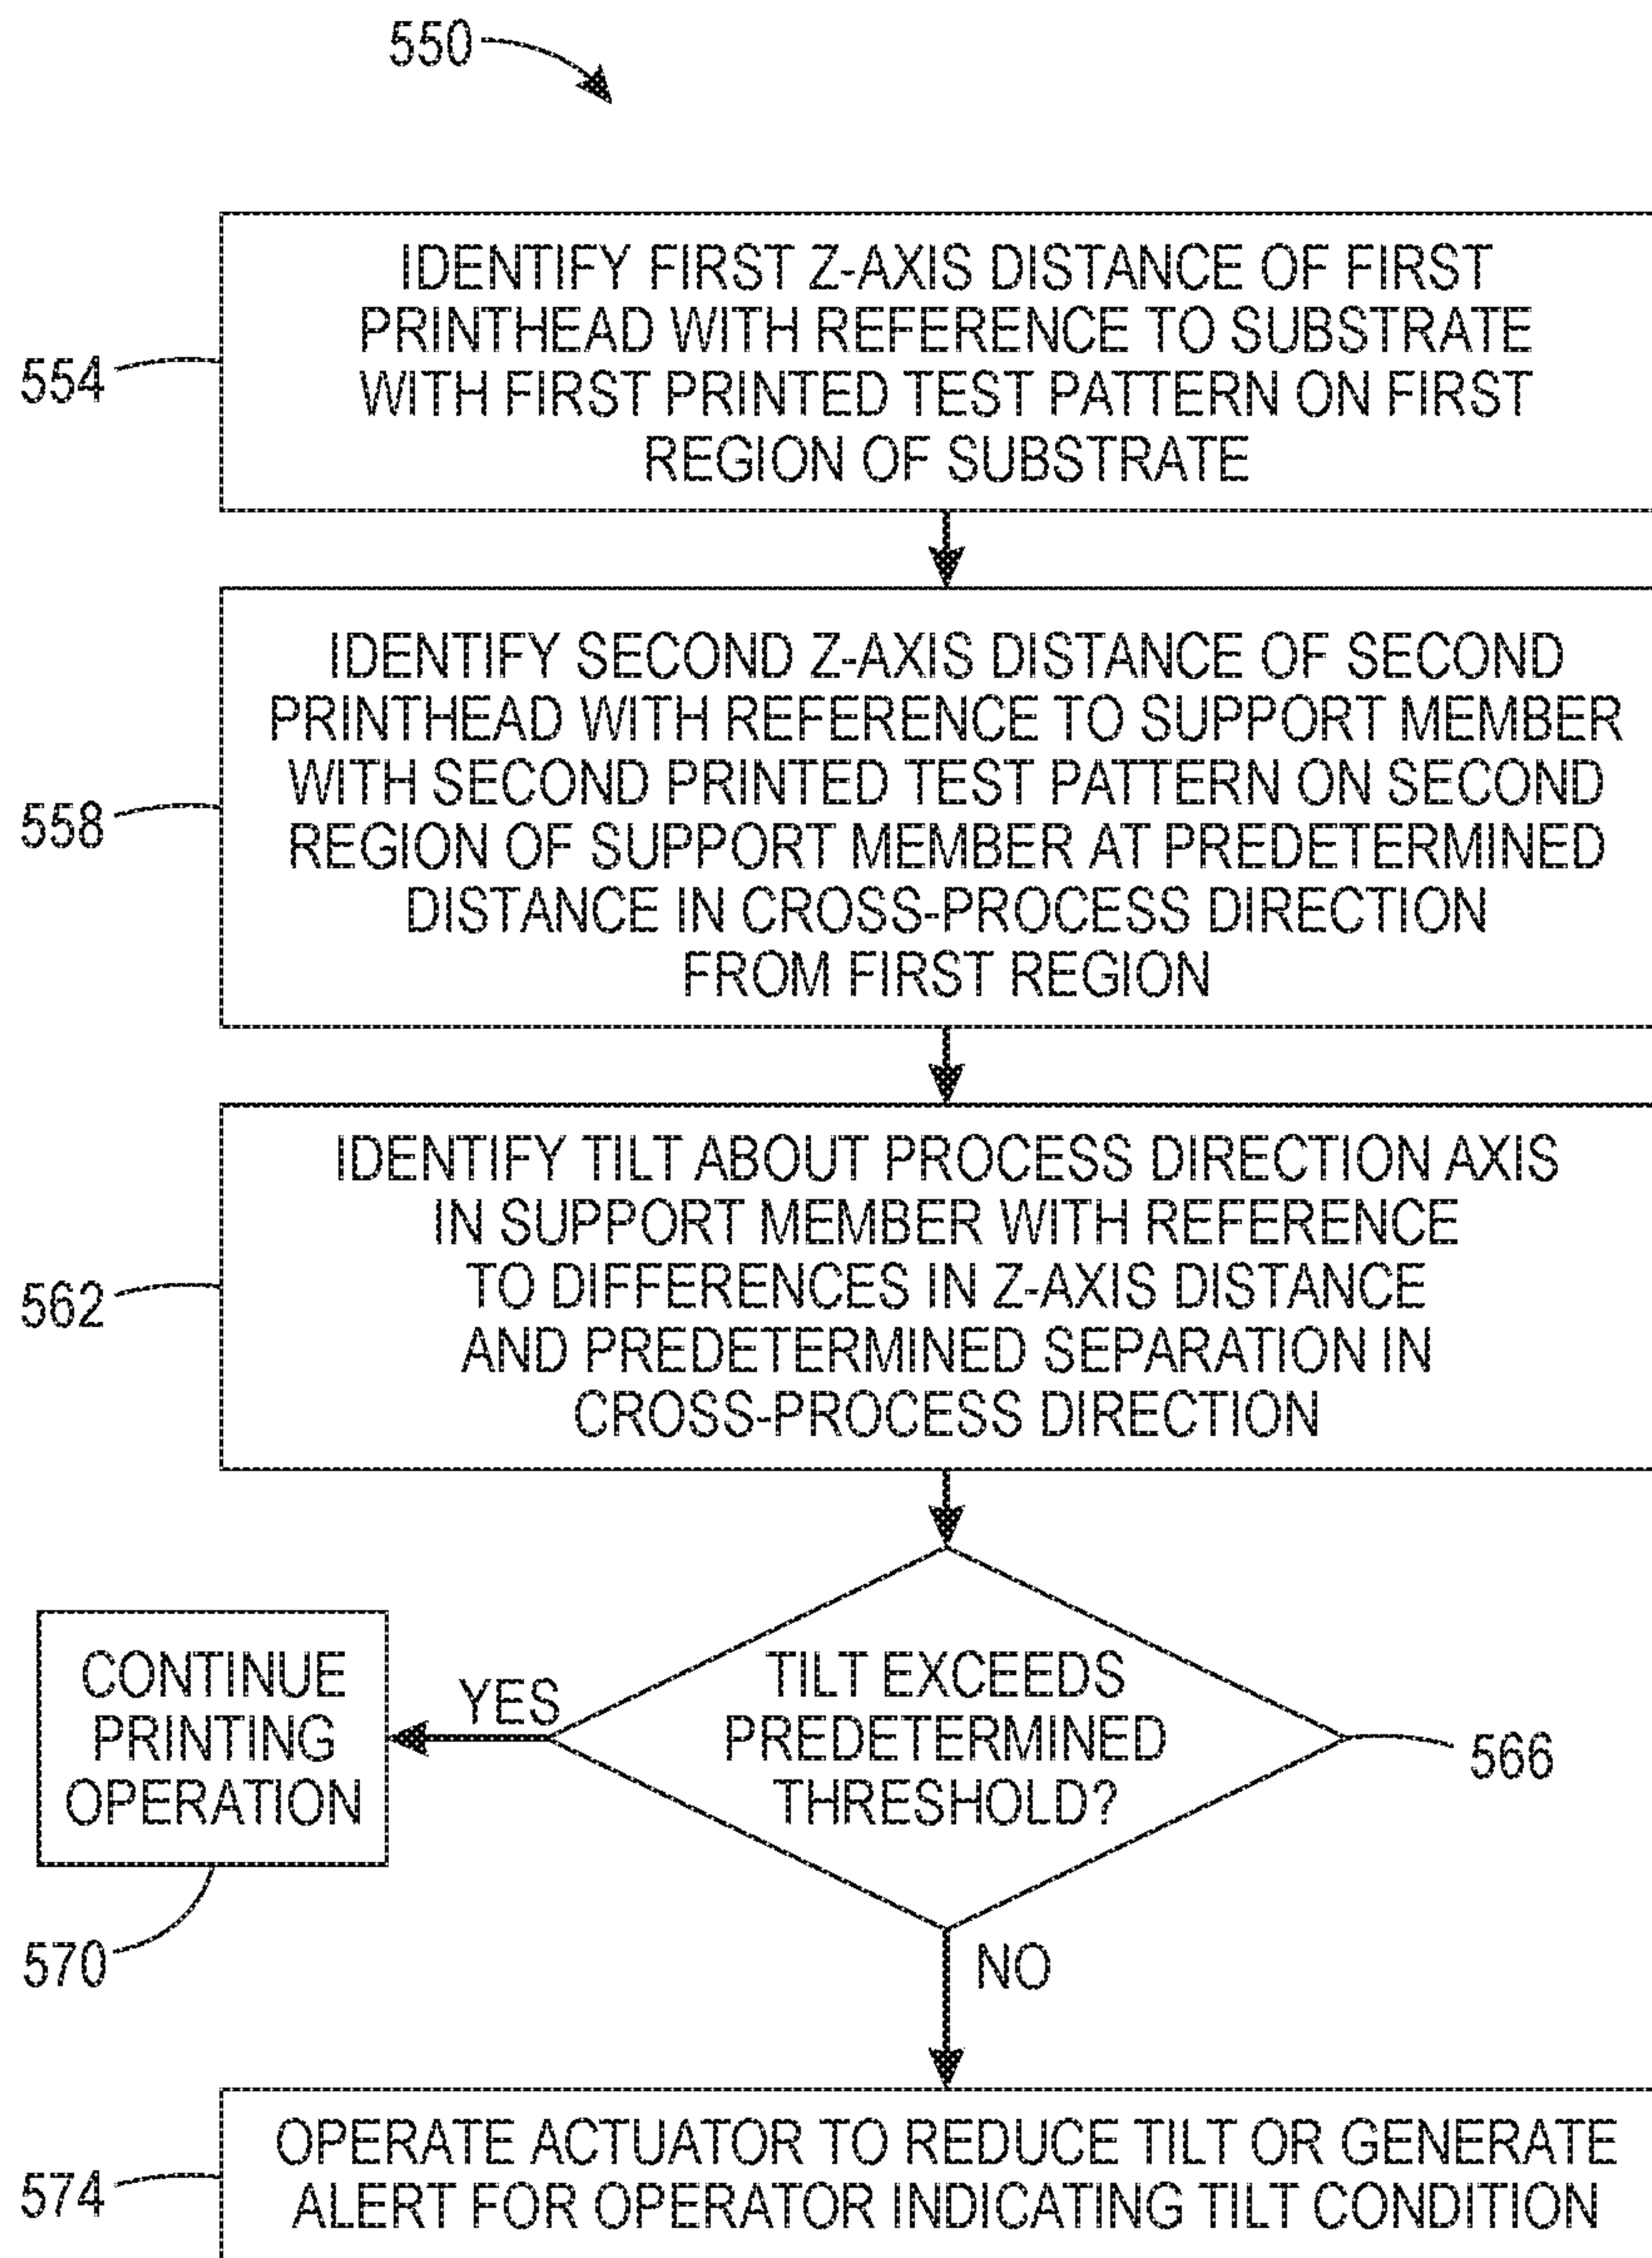 550
IDENTIFY FIRST Z-AXIS DISTANCE OF FIRST
PRINTHEAD WITH REFERENCE TO SUBSTRATE
WITH FIRST PRINTED TEST PATTERN ON FIRST
REGION OF SUBSTRATE
554
IDENTIFY SECOND Z-AXIS DISTANCE OF SECOND
PRINTHEAD WITH REFERENCE TO SUPPORT MEMBER
WITH SECOND PRINTED TEST PATTERN ON SECOND
REGION OF SUPPORT MEMBER AT PREDETERMINED
DISTANCE IN CROSS-PROCESS DIRECTION
FROM FIRST REGION
558
IDENTIFY TILT ABOUT PROCESS DIRECTION AXIS
IN SUPPORT MEMBER WITH REFERENCE
TO DIFFERENCES IN Z-AXIS DISTANCE
AND PREDETERMINED SEPARATION IN
CROSS-PROCESS DIRECTION
562
TILT EXCEEDS
PREDETERMINED
THRESHOLD?
566
YES
CONTINUE
PRINTING
OPERATION
570
NO
OPERATE ACTUATOR TO REDUCE TILT OR GENERATE
ALERT FOR OPERATOR INDICATING TILT CONDITION
574